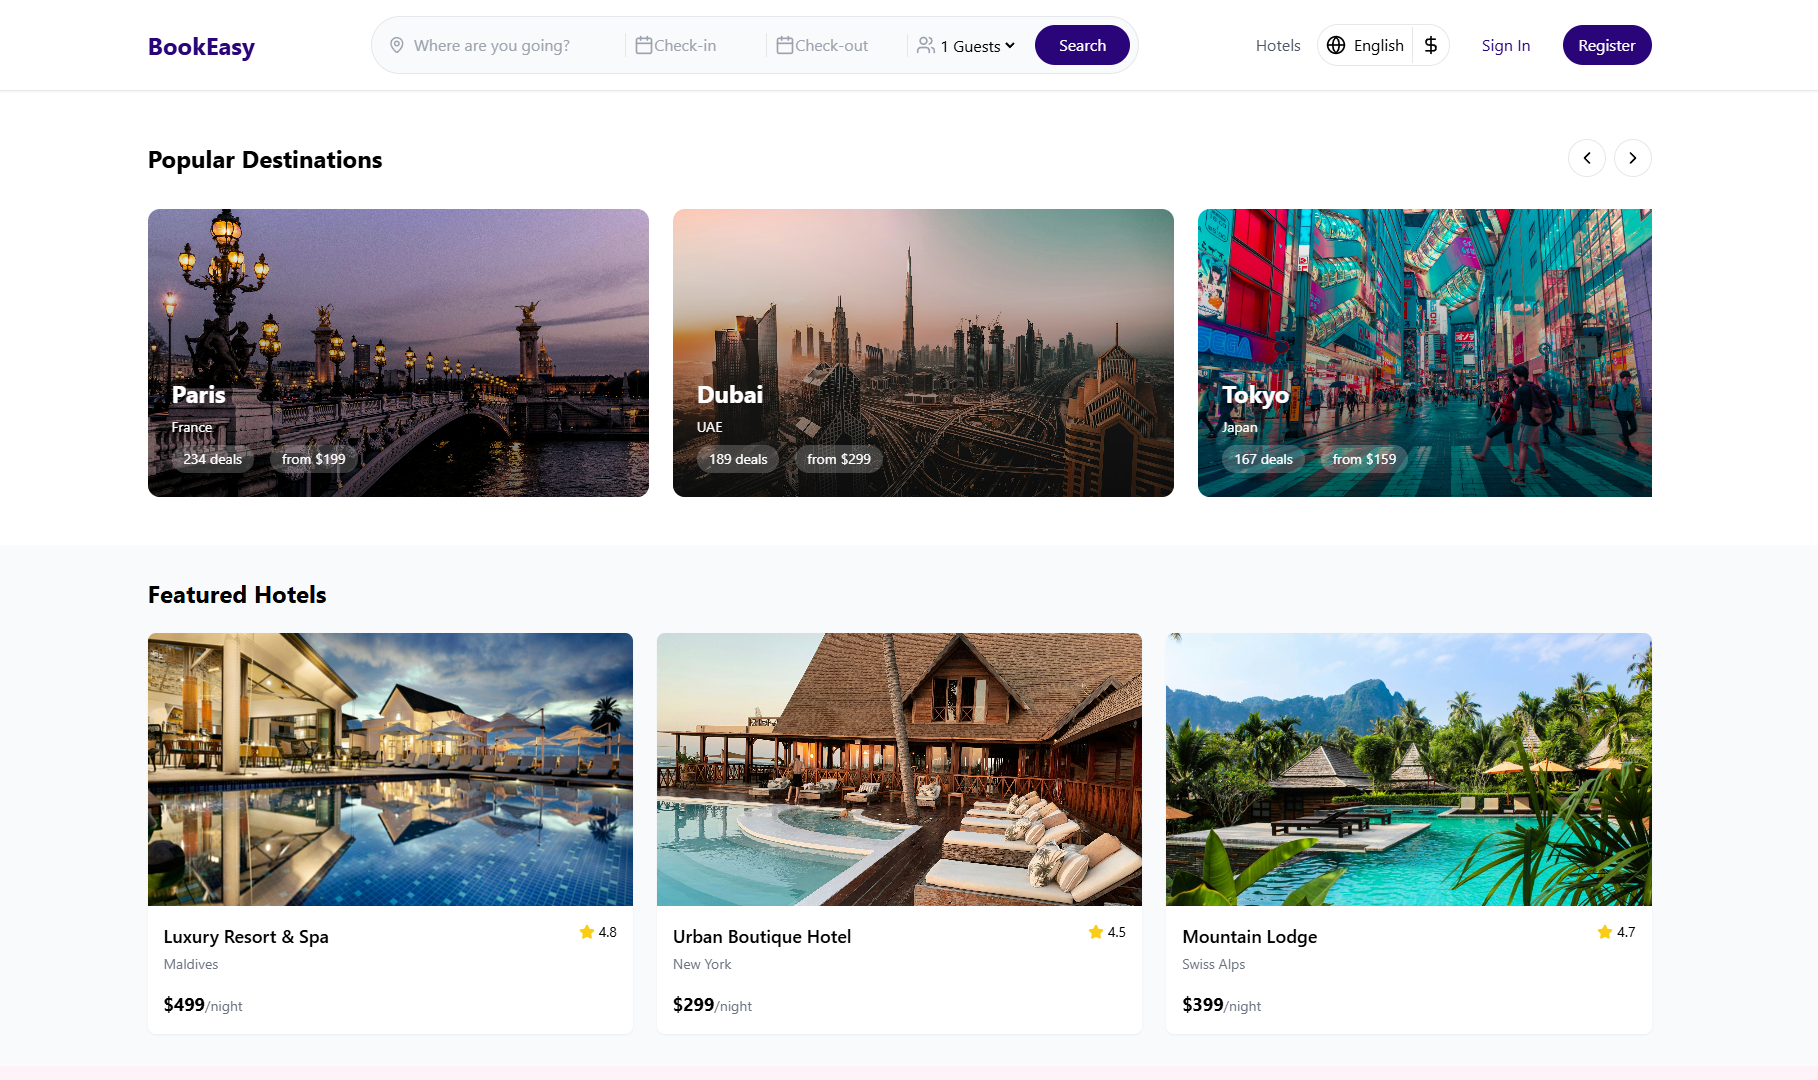 BookEasy
Where are you going?
Check-in
Check-out
1 Guests
Search
Hotels
English
$
Sign In
Register
Popular Destinations
Paris
France
234 deals
from $199
Dubai
UAE
189 deals
from $299
Tokyo
Japan
167 deals
from $159
Featured Hotels
Luxury Resort & Spa
4.8
Maldives
$499/night
Urban Boutique Hotel
4.5
New York
$299/night
Mountain Lodge
4.7
Swiss Alps
$399/night